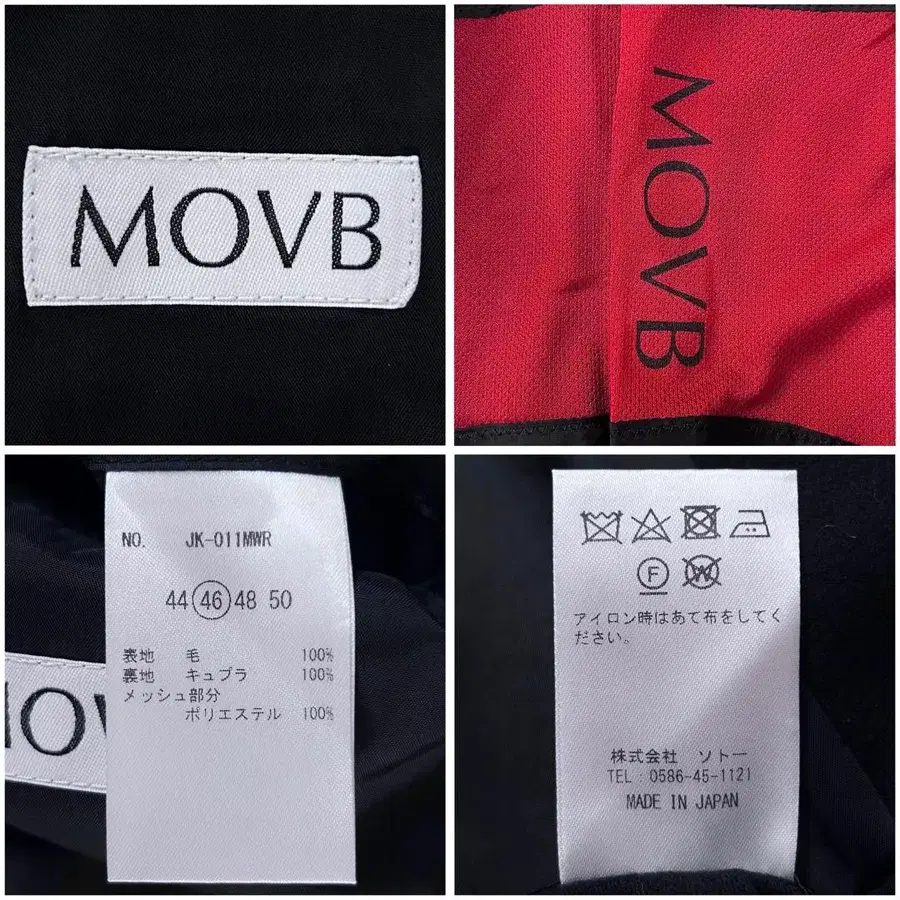 MOVB
MOVB
NO. JK-011MWR
44 46 48 50
表地 毛 100%
裏地 キュプラ 100%
メッシュ部分
ポリエステル 100%
MOV
F W
アイロン時はあて布をしてく
ださい。
株式会社 ソトー
TEL:0586-45-1121
MADE IN JAPAN